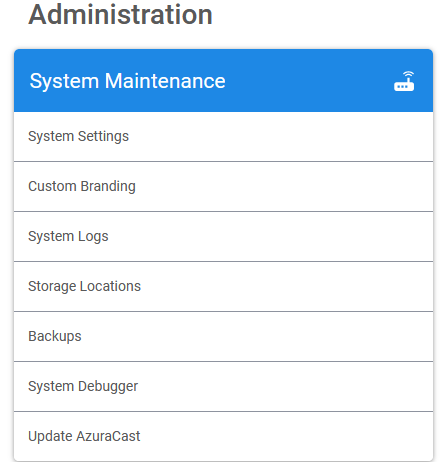 Administration
System Maintenance
System Settings
Custom Branding
System Logs
Storage Locations
Backups
System Debugger
Update AzuraCast